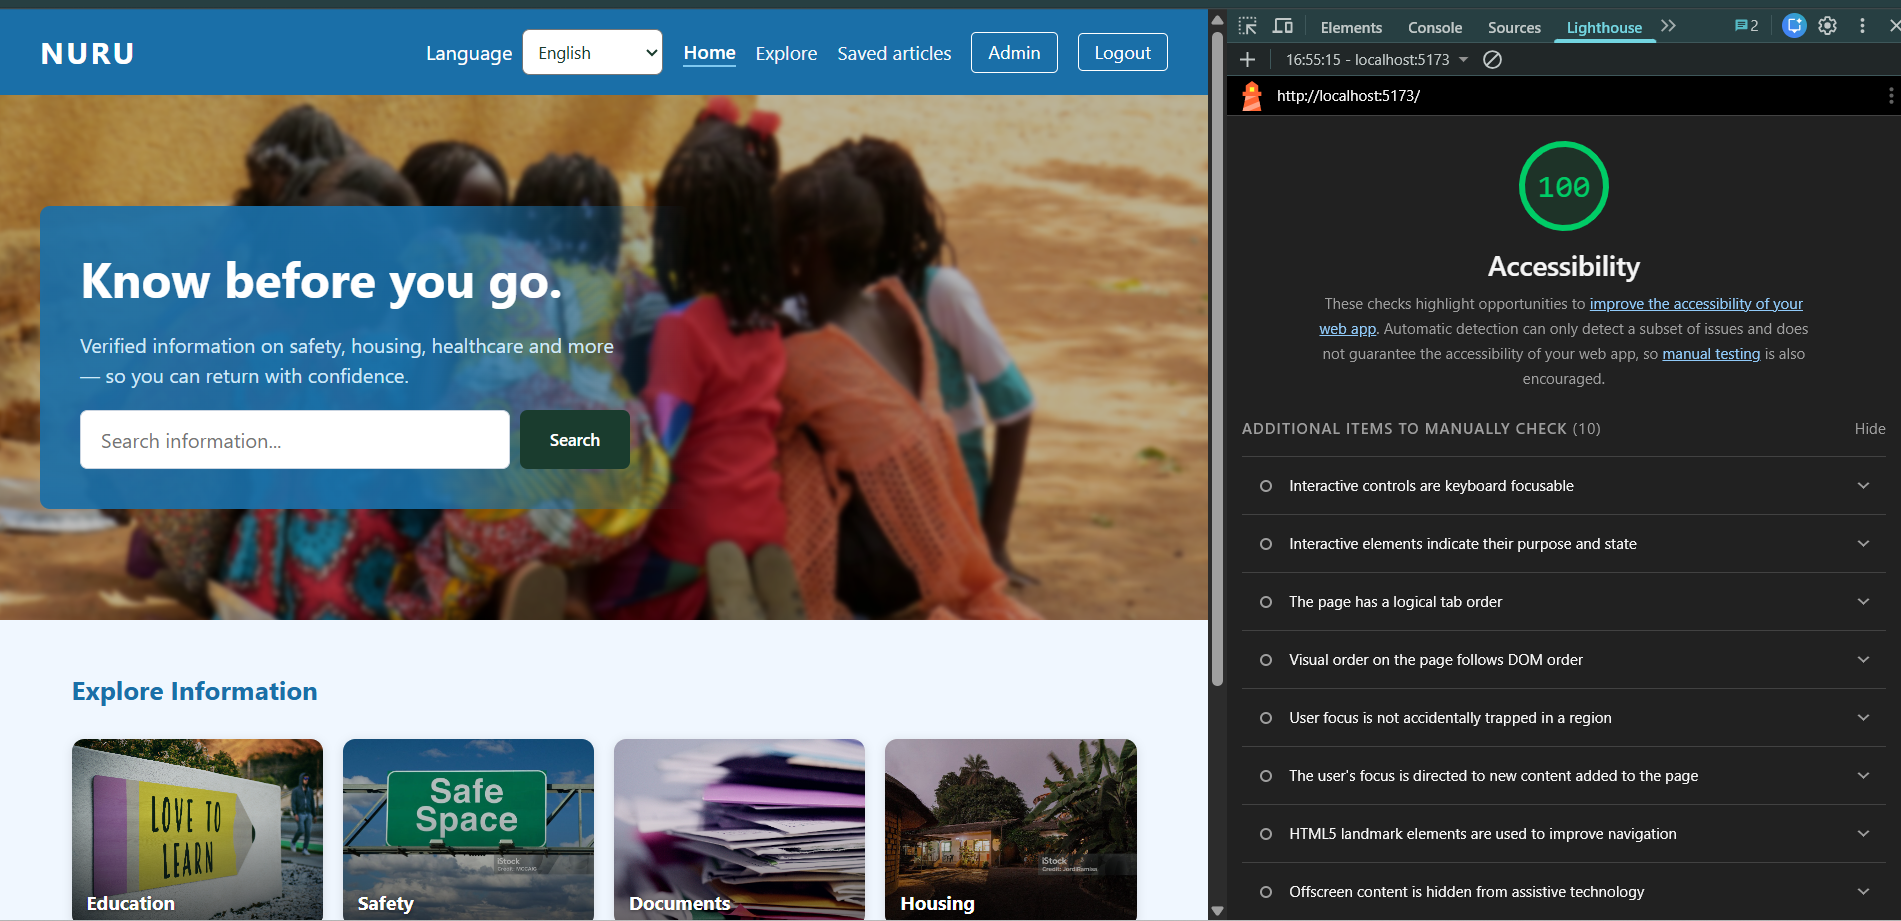 NURU
Language
English
Home
Explore
Saved articles
Admin
Logout
Know before you go.
Verified information on safety, housing, healthcare and more
— so you can return with confidence.
Search information...
Search
Explore Information
LOVE TO
LEARN
Education
Safe
Space
iStock
Credit: MCCAIG
Safety
Documents
iStock
Credit: JordiRamisa
Housing
Elements
Console
Sources
Lighthouse
2
16:55:15 - localhost:5173
http://localhost:5173/
100
Accessibility
These checks highlight opportunities to improve the accessibility of your
web app. Automatic detection can only detect a subset of issues and does
not guarantee the accessibility of your web app, so manual testing is also
encouraged.
ADDITIONAL ITEMS TO MANUALLY CHECK (10)
Hide
Interactive controls are keyboard focusable
Interactive elements indicate their purpose and state
The page has a logical tab order
Visual order on the page follows DOM order
User focus is not accidentally trapped in a region
The user's focus is directed to new content added to the page
HTML5 landmark elements are used to improve navigation
Offscreen content is hidden from assistive technology